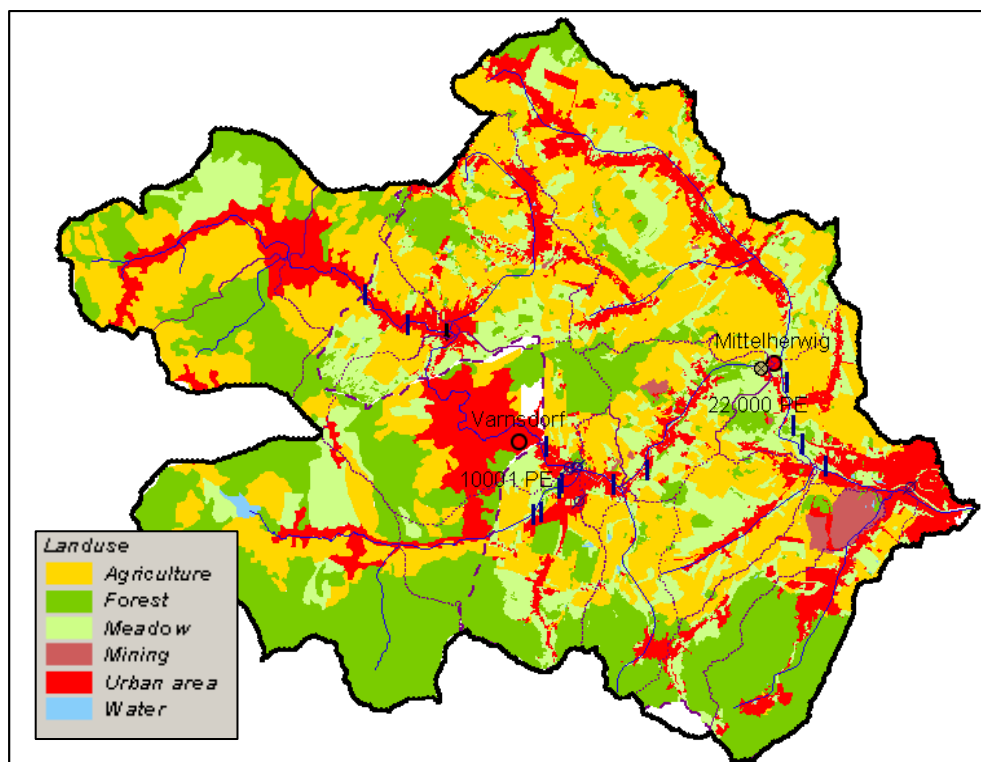 Mittelherwig
22.000 PE
Varnsdorf
10001 PE
Landuse
Agriculture
Forest
Meadow
Mining
Urban area
Water